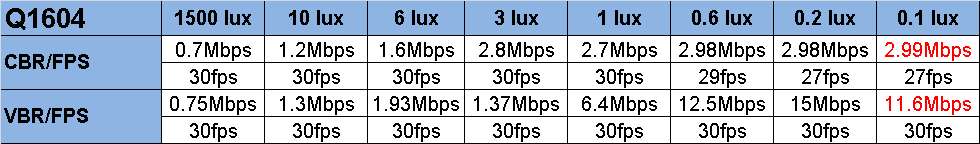 Q1604 1500 lux 10 lux 6 lux 3 lux 1 lux 0.6 lux 0.2 lux 0.1 lux
CBR/FPS 0.7Mbps 1.2Mbps 1.6Mbps 2.8Mbps 2.7Mbps 2.98Mbps 2.98Mbps 2.99Mbps
30fps 30fps 30fps 30fps 30fps 29fps 27fps 27fps
VBR/FPS 0.75Mbps 1.3Mbps 1.93Mbps 1.37Mbps 6.4Mbps 12.5Mbps 15Mbps 11.6Mbps
30fps 30fps 30fps 30fps 30fps 30fps 30fps 30fps